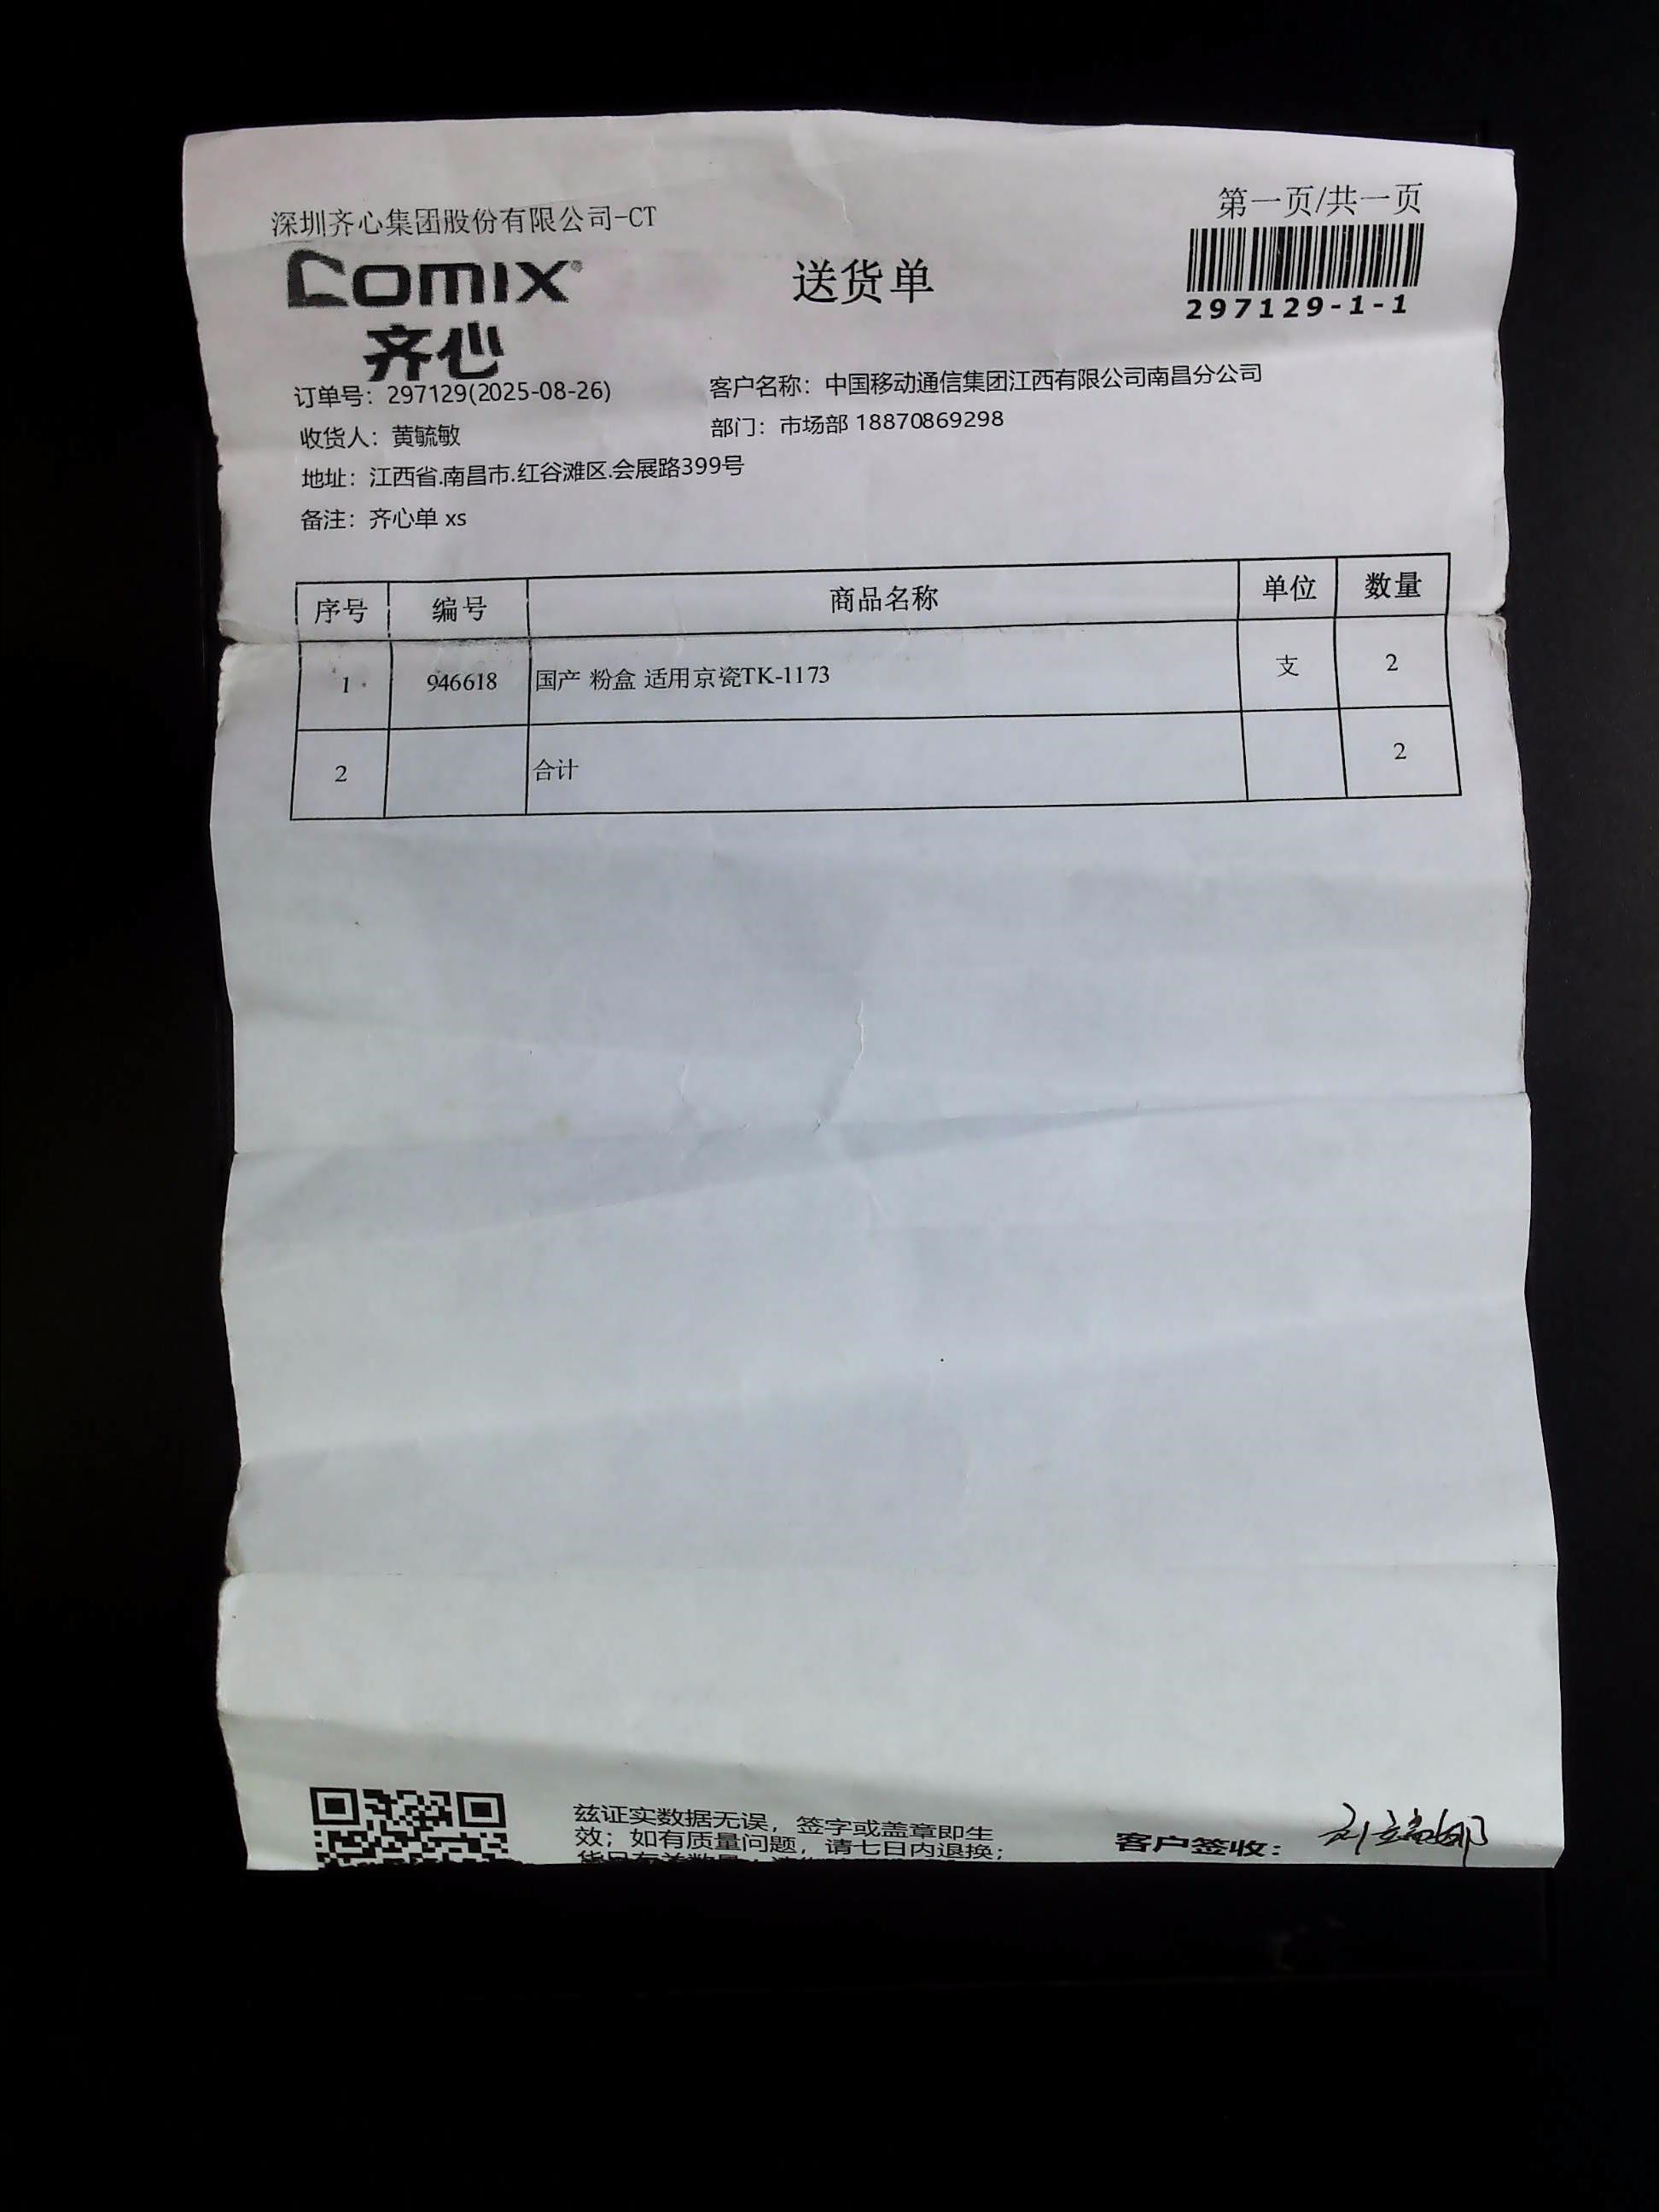 第一页/共一页
深圳齐心集团股份有限公司-CT
comix®
齐心
送货单
297129-1-1
订单号：297129(2025-08-26)
客户名称：中国移动通信集团江西有限公司南昌分公司
收货人：黄毓敏
部门：市场部 18870869298
地址：江西省.南昌市.红谷滩区.会展路399号
备注：齐心单 xs
序号 编号 商品名称 单位 数量
1 946618 国产 粉盒 适用京瓷TK-1173 支 2
2 合计 2
兹证实数据无误，签字或盖章即生
效；如有质量问题，请七日内退换；
客户签收：